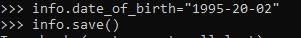 >>> info.date_of_birth="1995-20-02"
>>> info.save()